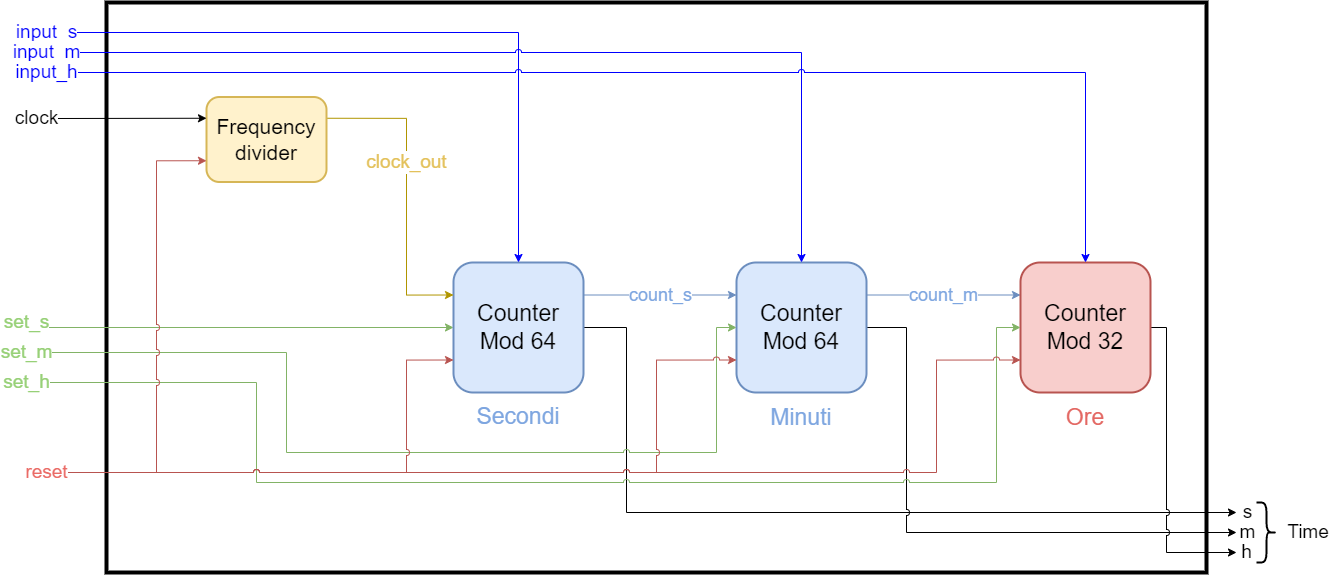 input_s
input_m
input_h
clock
Frequency
divider
clock_out
set_s
set_m
set_h
reset
Counter
Mod 64
Secondi
count_s
Counter
Mod 64
Minuti
count_m
Counter
Mod 32
Ore
s
m
h
Time